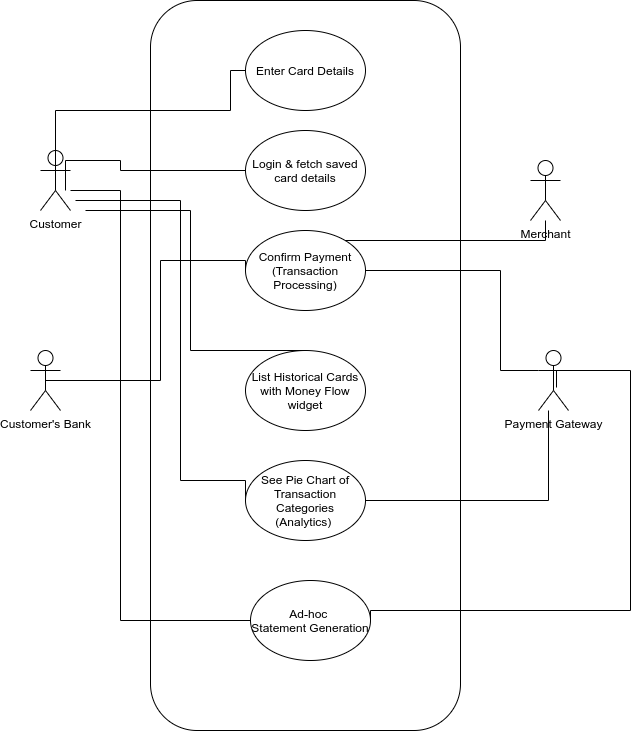 Enter Card Details
Login & fetch saved
card details
Customer
Merchant
Confirm Payment
(Transaction
Processing)
List Historical Cards
with Money Flow
widget
Customer's Bank
Payment Gateway
See Pie Chart of
Transaction
Categories
(Analytics)
Ad-hoc
Statement Generation